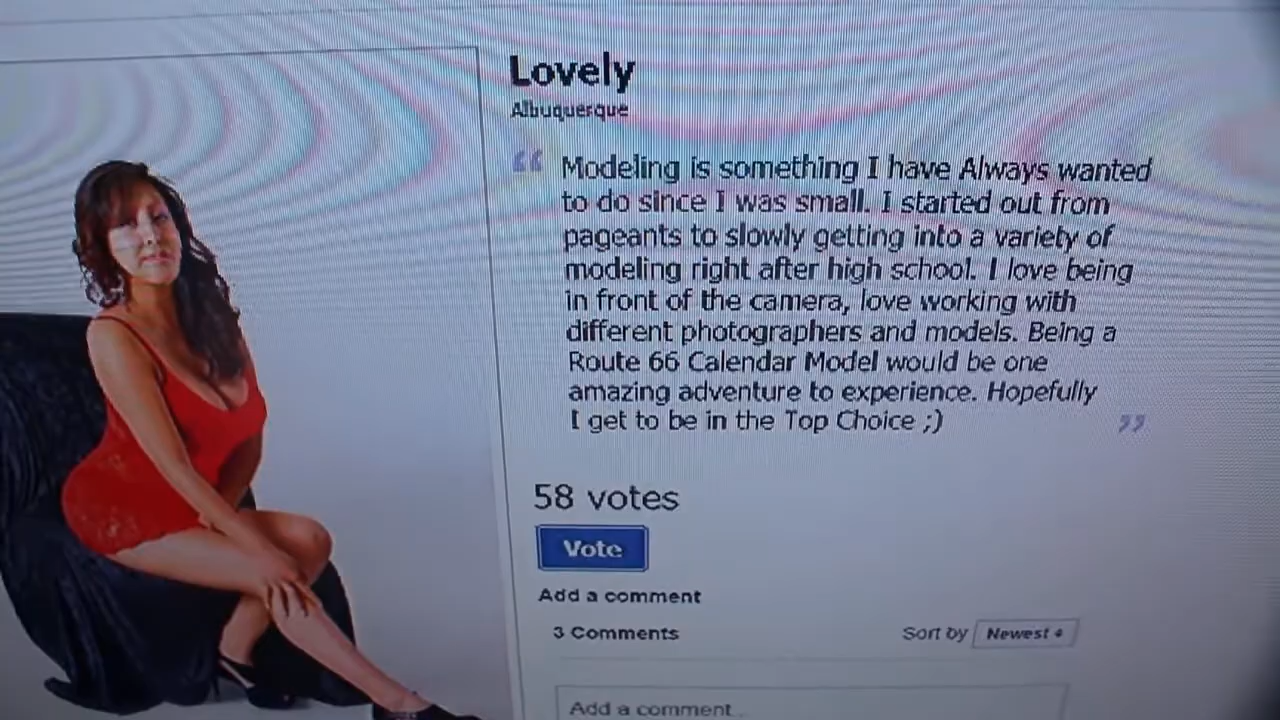 Lovely
Albuquerque
“ Modeling is something I have Always wanted
to do since I was small. I started out from
pageants to slowly getting into a variety of
modeling right after high school. I love being
in front of the camera, love working with
different photographers and models. Being a
Route 66 Calendar Model would be one
amazing adventure to experience. Hopefully
I get to be in the Top Choice ;) ”
58 votes
Vote
Add a comment
3 Comments
Sort by Newest
Add a comment...